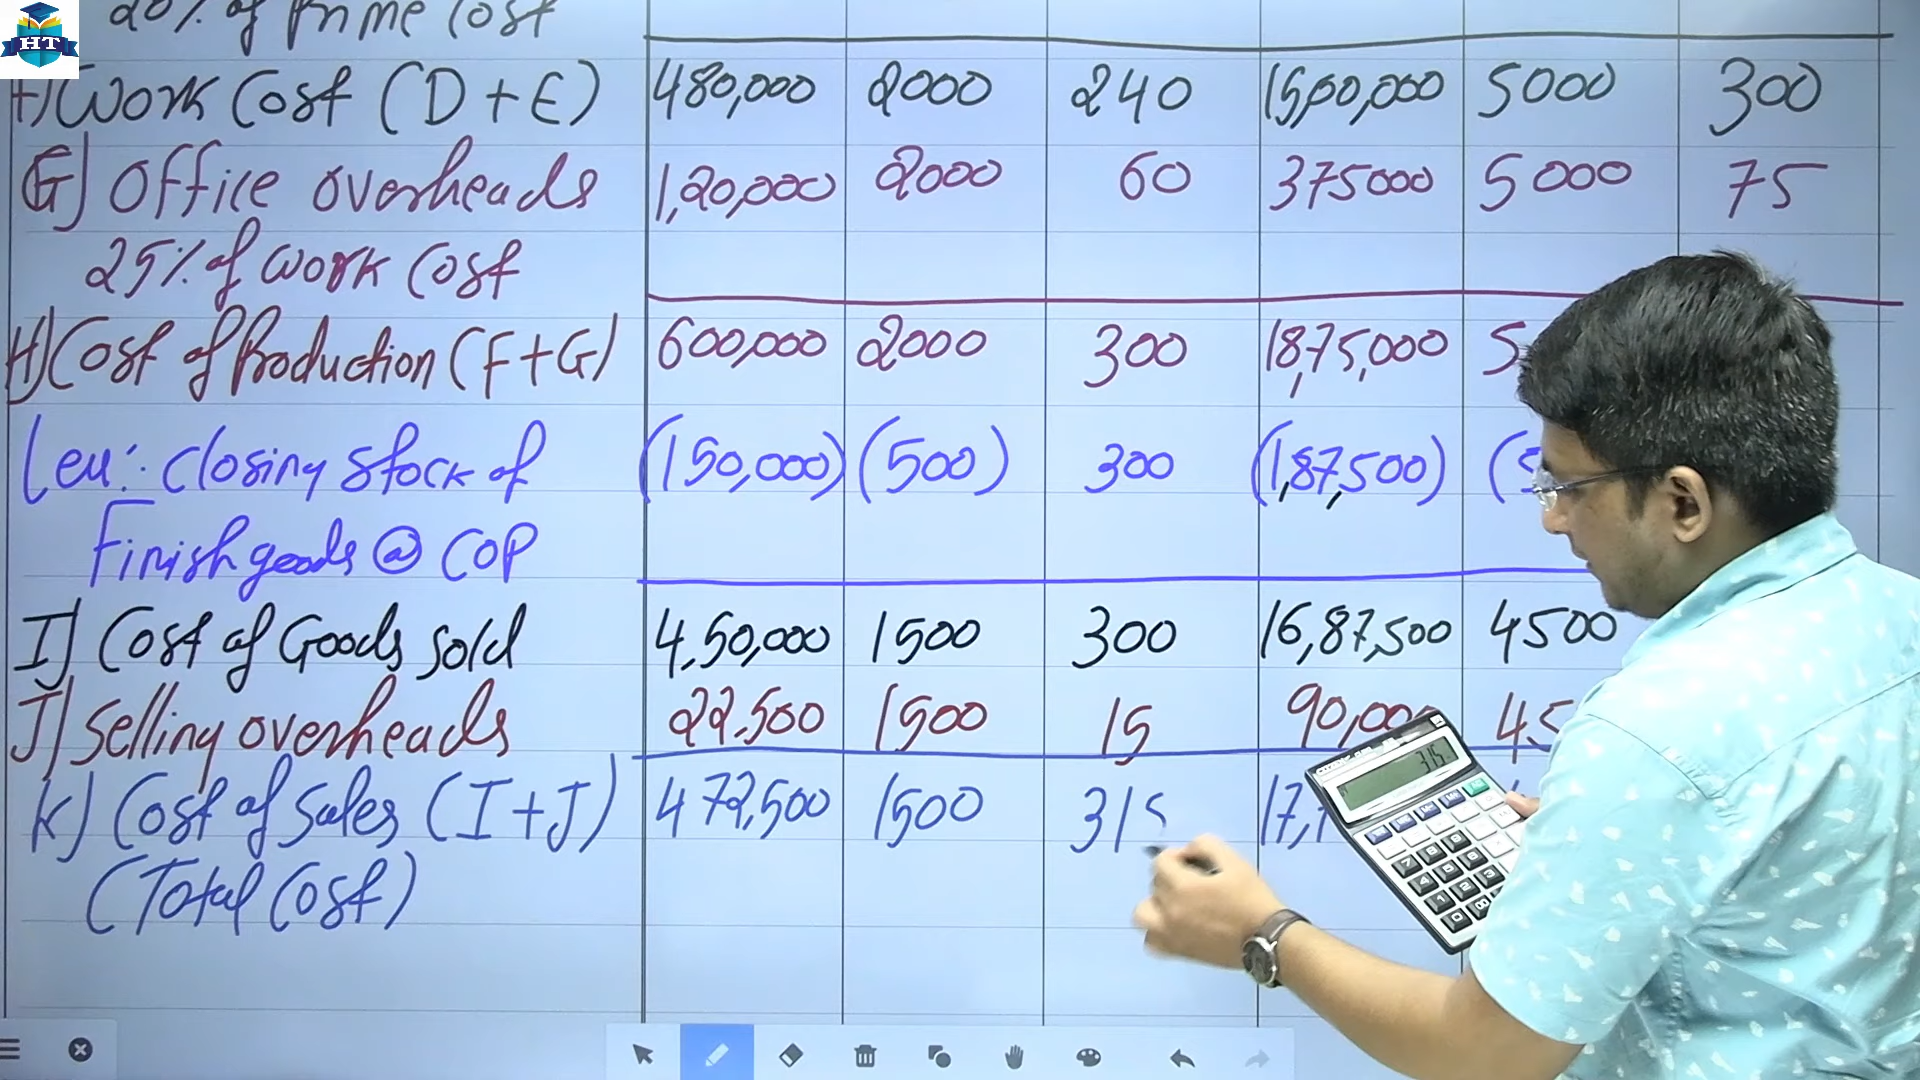 HT
20% of Prime Cost
F) Work Cost (D+E) 480,000 2000 240 15,00,000 5000 300
G) Office overheads 1,20,000 2000 60 375000 5000 75
25% of work Cost
H) Cost of Production (F+G) 600,000 2000 300 18,75,000
Less: closing stock of (150,000) (500) 300 (1,87,500)
Finish goods @ COP
I) Cost of Goods sold 4,50,000 1500 300 16,87,500 4500
J) Selling overheads 22,500 1500 15 90,000
K) Cost of Sales (I+J) 472,500 1500 315
(Total Cost)
315